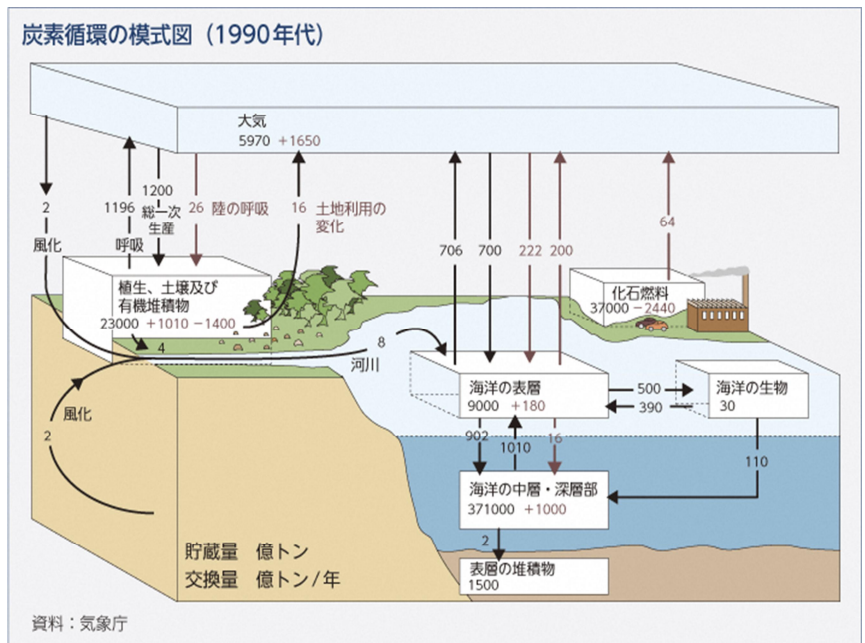 炭素循環の模式図（1990年代）
大気
5970 +1650
2
風化
1196
呼吸
1200
総一次
生産
26 陸の呼吸
16 土地利用の
変化
706
700
222
200
64
植生、土壌及び
有機堆積物
23000 +1010 −1400
4
8
河川
化石燃料
37000 −2440
風化
2
海洋の表層
9000 +180
500
390
海洋の生物
30
902
1010
16
110
海洋の中層・深層部
371000 +1000
2
表層の堆積物
1500
貯蔵量 億トン
交換量 億トン/年
資料：気象庁